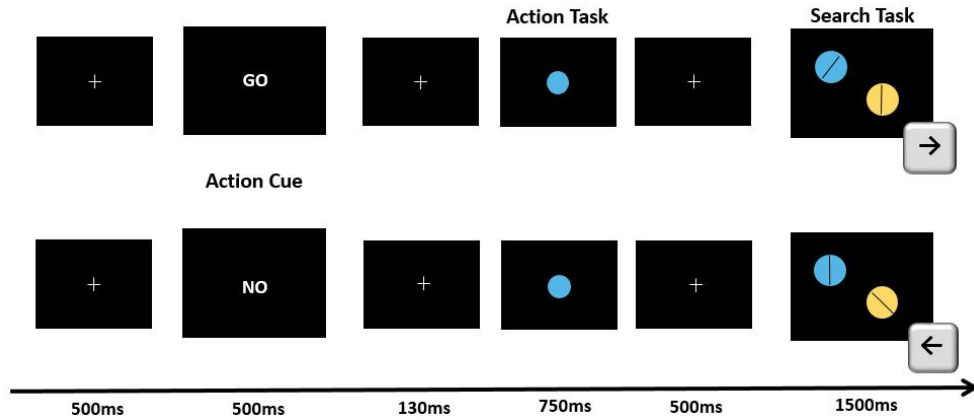 Action Task
Search Task
GO
→
Action Cue
NO
←
500ms
500ms
130ms
750ms
500ms
1500ms